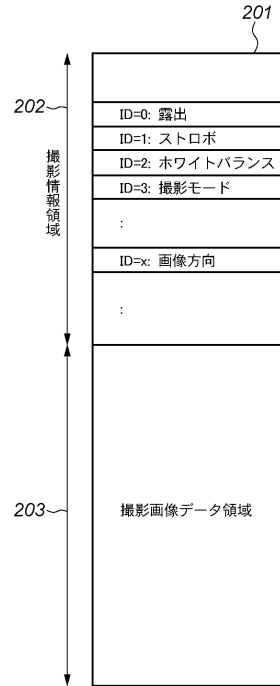 201
202
撮影情報領域
ID=0: 露出
ID=1: ストロボ
ID=2: ホワイトバランス
ID=3: 撮影モード
:
ID=x: 画像方向
:
203
撮影画像データ領域